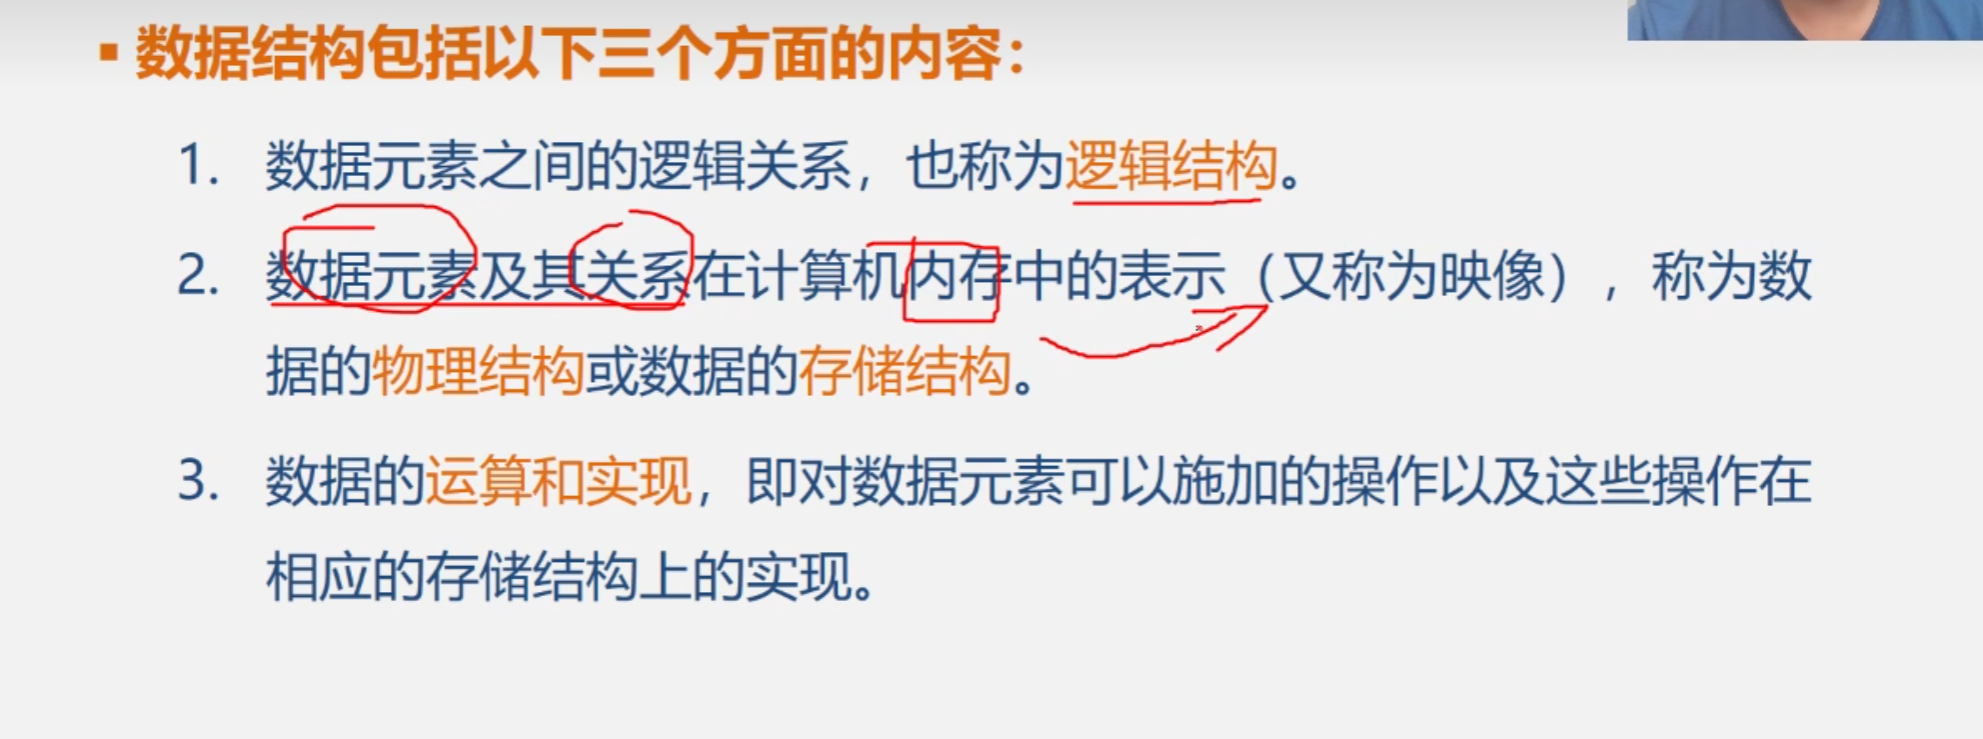 ▪ 数据结构包括以下三个方面的内容：
1. 数据元素之间的逻辑关系，也称为逻辑结构。
2. 数据元素及其关系在计算机内存中的表示（又称为映像），称为数
据的物理结构或数据的存储结构。
3. 数据的运算和实现，即对数据元素可以施加的操作以及这些操作在
相应的存储结构上的实现。